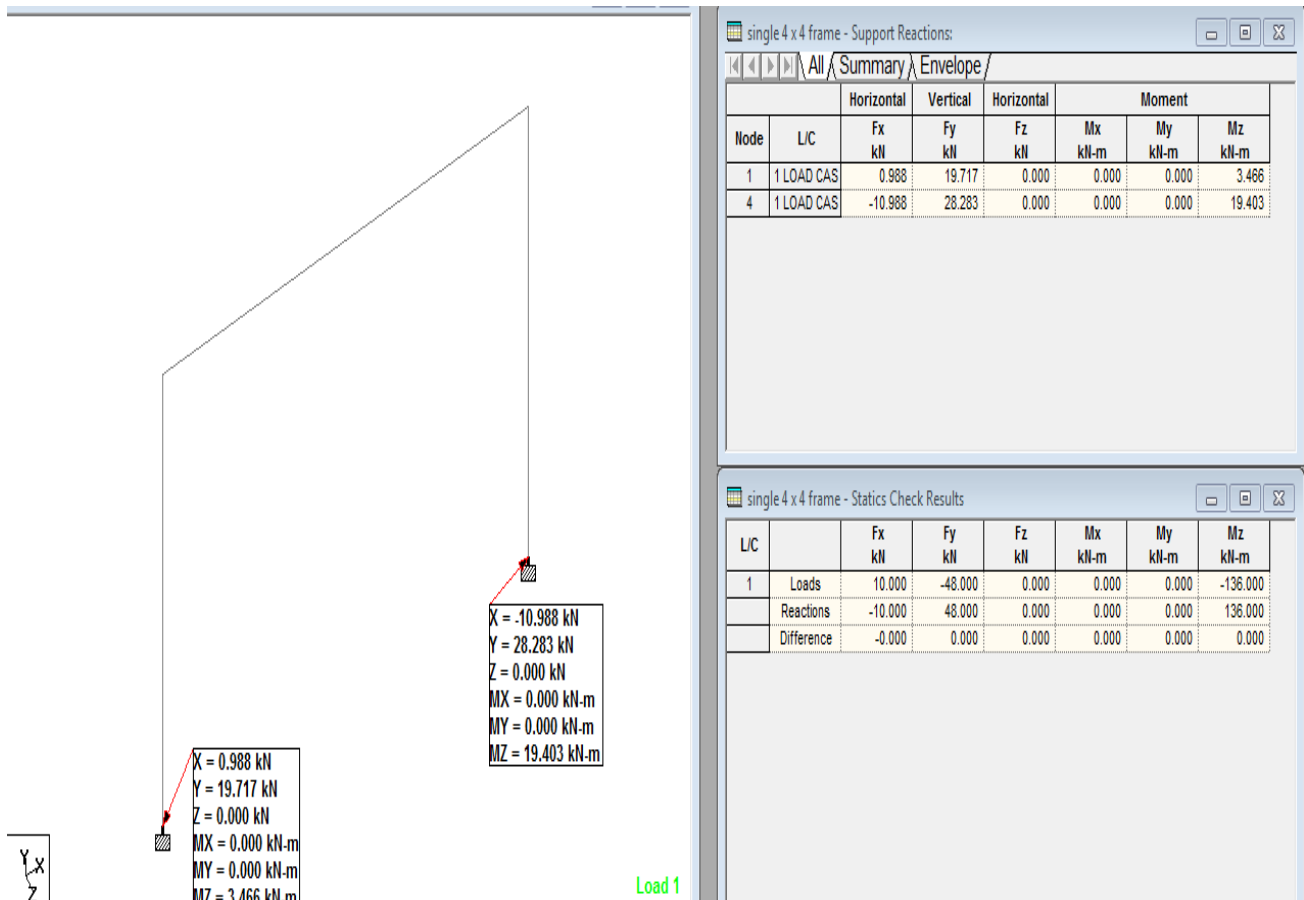 single 4 x 4 frame - Support Reactions:
All Summary Envelope
Horizontal Vertical Horizontal Moment
Node L/C Fx kN Fy kN Fz kN Mx kN-m My kN-m Mz kN-m
1 1 LOAD CAS 0.988 19.717 0.000 0.000 0.000 3.466
4 1 LOAD CAS -10.988 28.283 0.000 0.000 0.000 19.403
single 4 x 4 frame - Statics Check Results
L/C Fx kN Fy kN Fz kN Mx kN-m My kN-m Mz kN-m
1 Loads 10.000 -48.000 0.000 0.000 0.000 -136.000
Reactions -10.000 48.000 0.000 0.000 0.000 136.000
Difference -0.000 0.000 0.000 0.000 0.000 0.000
X = -10.988 kN
Y = 28.283 kN
Z = 0.000 kN
MX = 0.000 kN-m
MY = 0.000 kN-m
MZ = 19.403 kN-m
X = 0.988 kN
Y = 19.717 kN
Z = 0.000 kN
MX = 0.000 kN-m
MY = 0.000 kN-m
MZ = 3.466 kN-m
Y
X
Z
Load 1